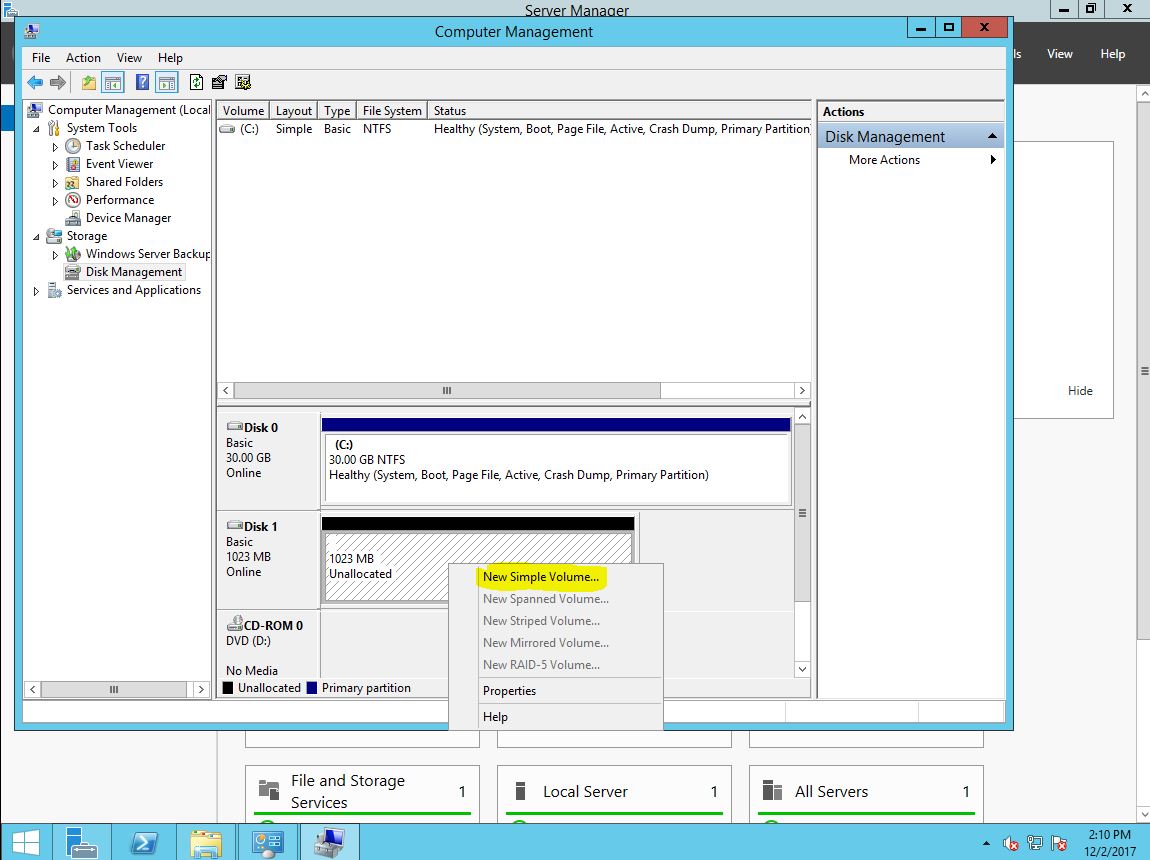 Server Manager
Computer Management
File Action View Help
ls View Help
Computer Management (Local
System Tools
Task Scheduler
Event Viewer
Shared Folders
Performance
Device Manager
Storage
Windows Server Backup
Disk Management
Services and Applications
Volume Layout Type File System Status
(C:) Simple Basic NTFS Healthy (System, Boot, Page File, Active, Crash Dump, Primary Partition)
Actions
Disk Management
More Actions
Hide
Disk 0
Basic
30.00 GB
Online
(C:)
30.00 GB NTFS
Healthy (System, Boot, Page File, Active, Crash Dump, Primary Partition)
Disk 1
Basic
1023 MB
Online
1023 MB
Unallocated
CD-ROM 0
DVD (D:)
No Media
Unallocated Primary partition
New Simple Volume...
New Spanned Volume...
New Striped Volume...
New Mirrored Volume...
New RAID-5 Volume...
Properties
Help
File and Storage
Services 1
Local Server 1
All Servers 1
2:10 PM
12/2/2017